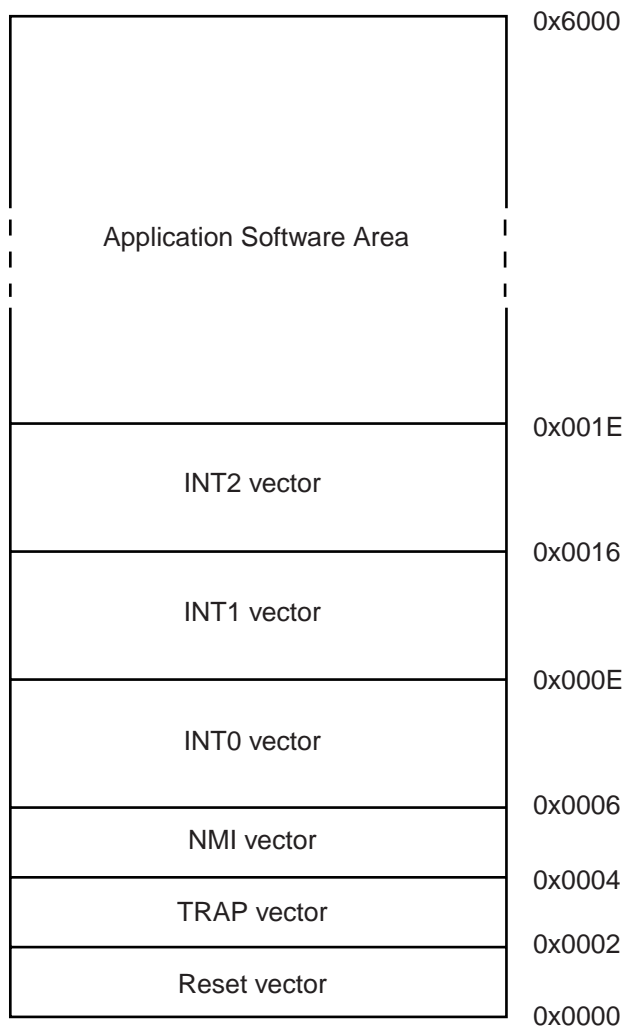 0x6000
Application Software Area
0x001E
INT2 vector
0x0016
INT1 vector
0x000E
INT0 vector
0x0006
NMI vector
0x0004
TRAP vector
0x0002
Reset vector
0x0000